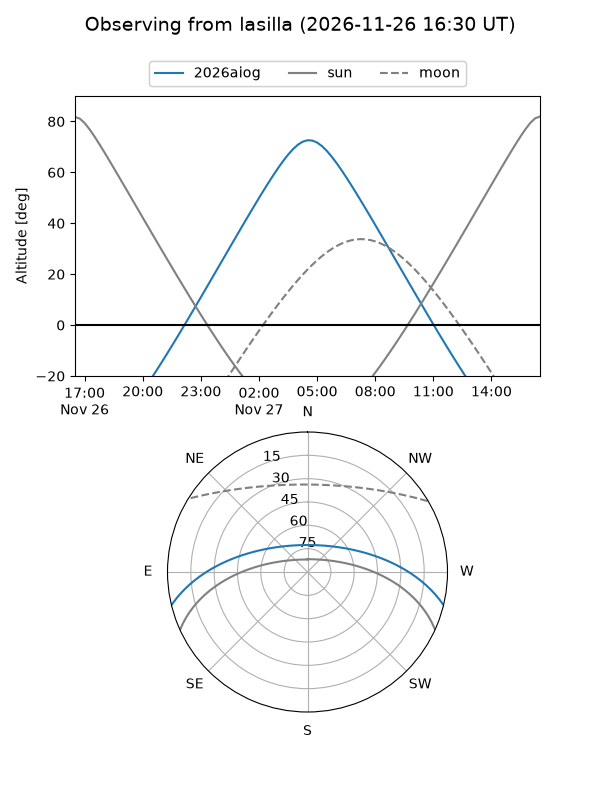 Observing from lasilla (2026-11-26 16:30 UT)
2026aiog sun moon
Altitude [deg]
80
60
40
20
0
−20
17:00 20:00 23:00 02:00 05:00 08:00 11:00 14:00
Nov 26 Nov 27
N
NE NW
15
30
45
60
75
E W
SE SW
S